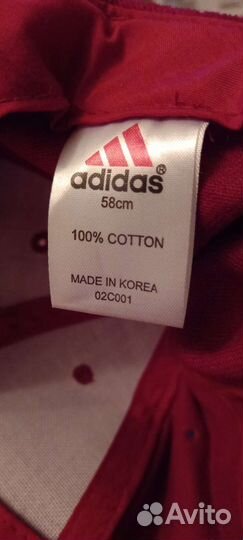 adidas®
58cm
100% COTTON
MADE IN KOREA
02C001
Avito